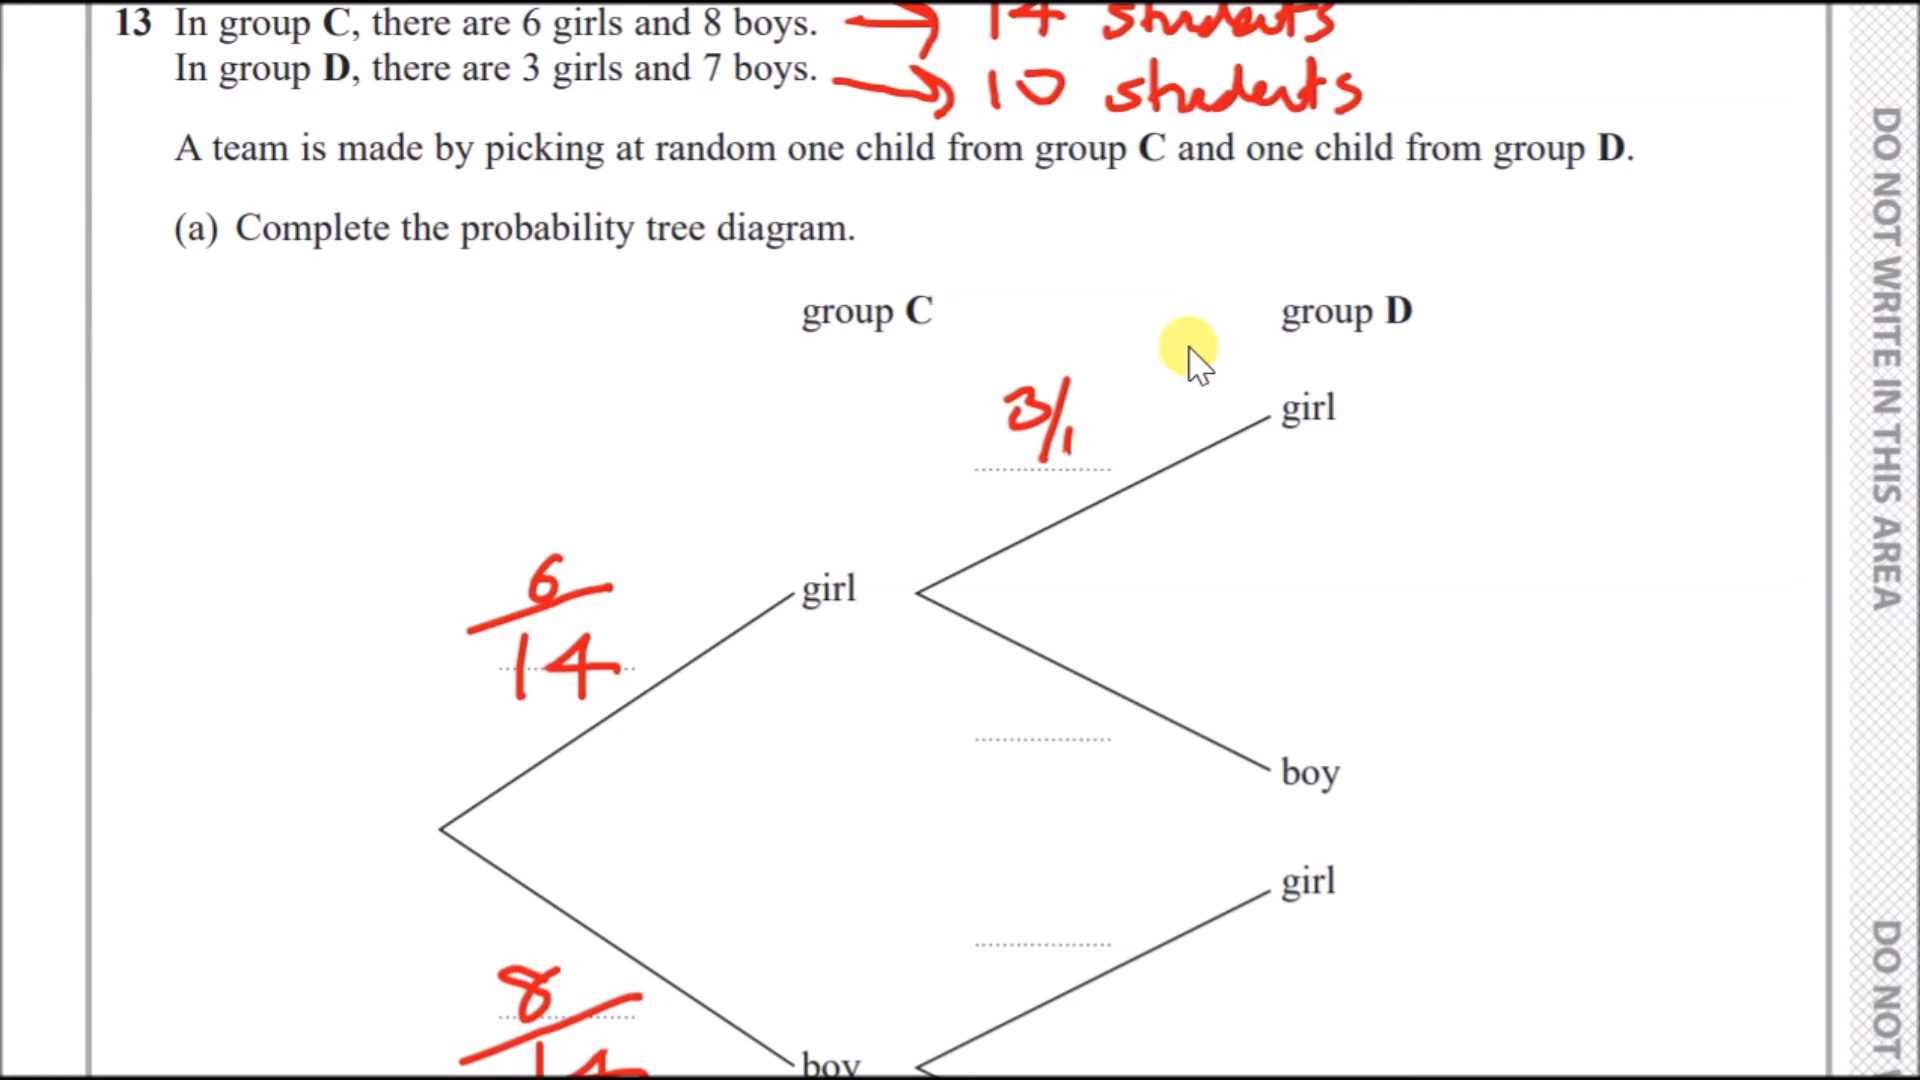 13 In group C, there are 6 girls and 8 boys. 14 students
In group D, there are 3 girls and 7 boys. 10 students
A team is made by picking at random one child from group C and one child from group D.
(a) Complete the probability tree diagram.
group C group D
3/1
girl
6
14
girl
boy
girl
8
14
boy
DO NOT WRITE IN THIS AREA
DO NOT